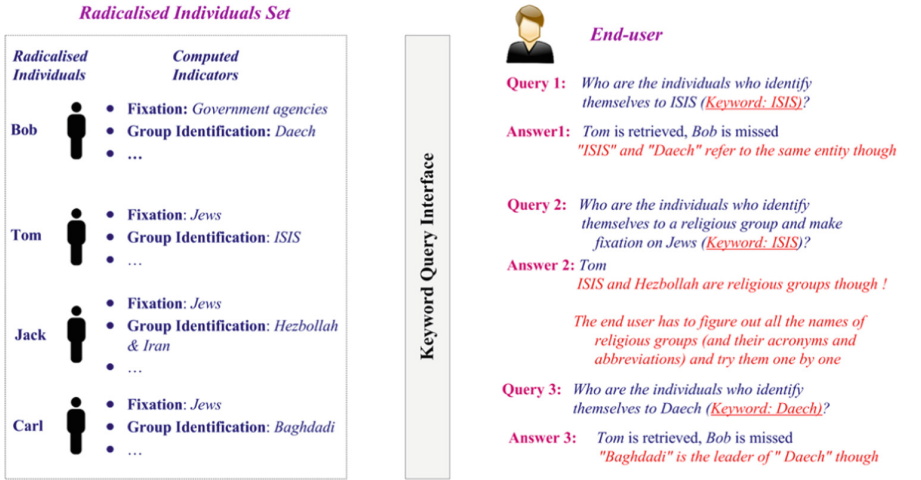 Radicalised Individuals Set
Radicalised
Individuals
Computed
Indicators
Bob
● Fixation: Government agencies
● Group Identification: Daech
● ...
Tom
● Fixation: Jews
● Group Identification: ISIS
● ...
Jack
● Fixation: Jews
● Group Identification: Hezbollah
& Iran
● ...
Carl
● Fixation: Jews
● Group Identification: Baghdadi
● ...
Keyword Query Interface
End-user
Query 1: Who are the individuals who identify
themselves to ISIS (Keyword: ISIS)?
Answer1: Tom is retrieved, Bob is missed
"ISIS" and "Daech" refer to the same entity though
Query 2: Who are the individuals who identify
themselves to a religious group and make
fixation on Jews (Keyword: ISIS)?
Answer 2: Tom
ISIS and Hezbollah are religious groups though !
The end user has to figure out all the names of
religious groups (and their acronyms and
abbreviations) and try them one by one
Query 3: Who are the individuals who identify
themselves to Daech (Keyword: Daech)?
Answer 3: Tom is retrieved, Bob is missed
"Baghdadi" is the leader of " Daech" though